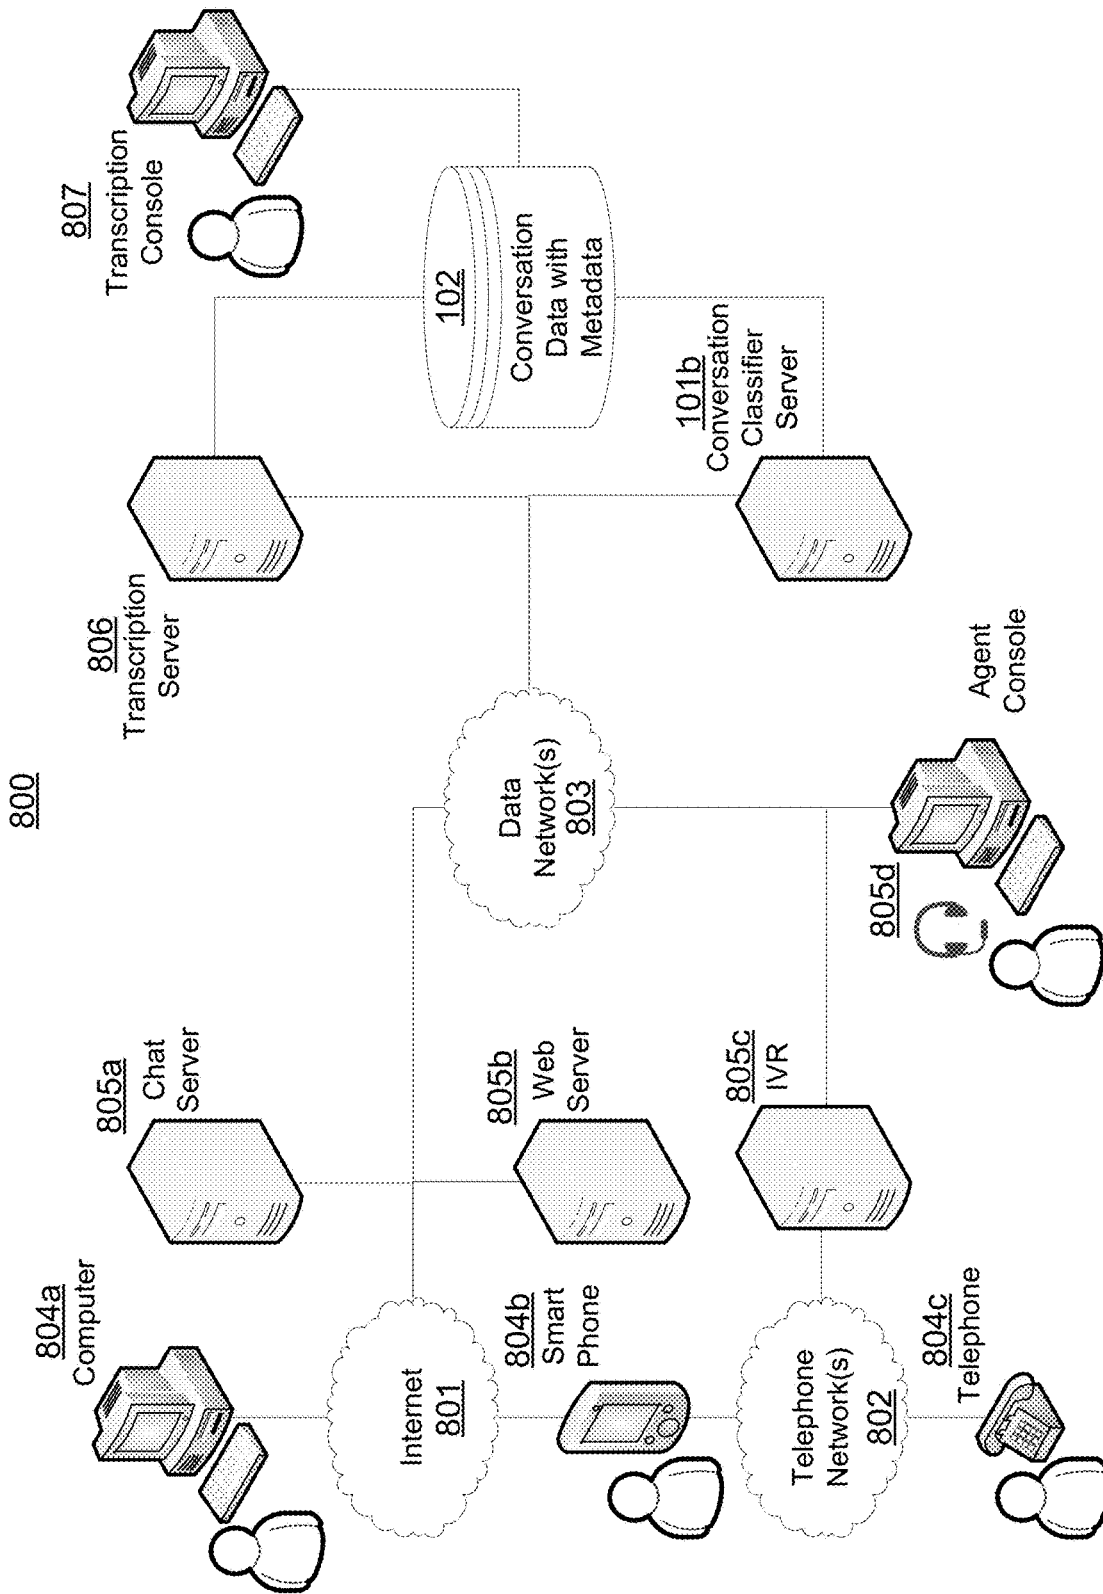 800
804a
Computer
805a
Chat
Server
806
Transcription
Server
807
Transcription
Console
Internet
801
Data
Network(s)
803
102
Conversation
Data with
Metadada
804b
Smart
Phone
805b
Web
Server
101b
Conversation
Classifier
Server
805c
IVR
Telephone
Network(s)
802
805d
Agent
Console
804c
Telephone